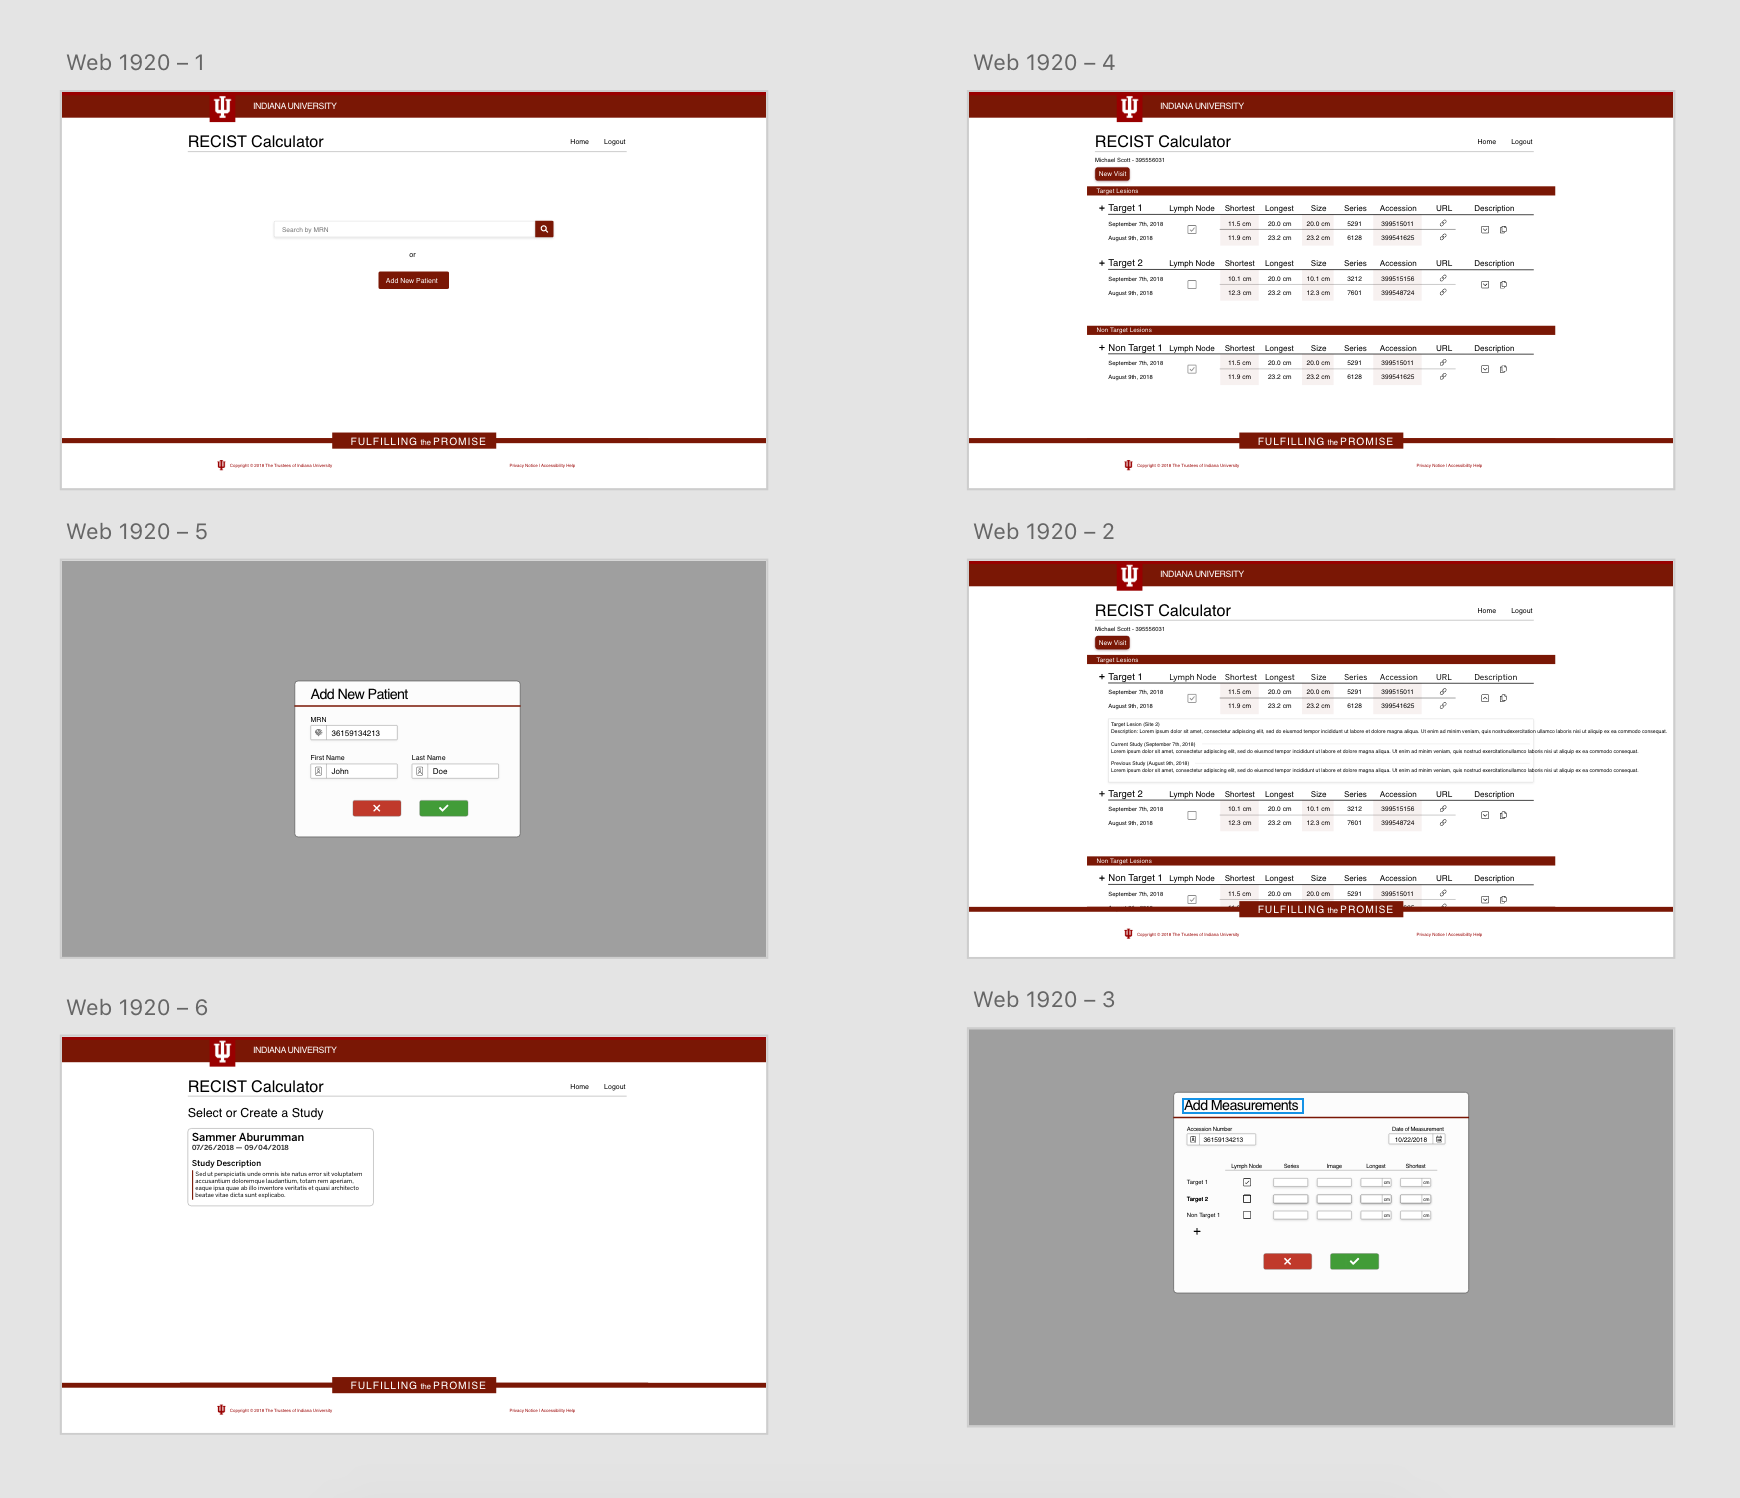 Web 1920 – 1
INDIANA UNIVERSITY
RECIST Calculator
Home Logout
Search by MRN
or
Add New Patient
FULFILLING the PROMISE
Copyright © 2018 The Trustees of Indiana University
Privacy Notice | Accessibility Help
Web 1920 – 4
INDIANA UNIVERSITY
RECIST Calculator
Home Logout
Michael Scott - 395556031
New Visit
Target Lesions
+ Target 1 Lymph Node Shortest Longest Size Series Accession URL Description
September 7th, 2018 11.5 cm 20.0 cm 20.0 cm 5291 399515011
August 9th, 2018 11.9 cm 23.2 cm 23.2 cm 6128 399541625
+ Target 2 Lymph Node Shortest Longest Size Series Accession URL Description
September 7th, 2018 10.1 cm 20.0 cm 10.1 cm 3212 399515156
August 9th, 2018 12.3 cm 23.2 cm 12.3 cm 7601 399548724
Non Target Lesions
+ Non Target 1 Lymph Node Shortest Longest Size Series Accession URL Description
September 7th, 2018 11.5 cm 20.0 cm 20.0 cm 5291 399515011
August 9th, 2018 11.9 cm 23.2 cm 23.2 cm 6128 399541625
FULFILLING the PROMISE
Copyright © 2018 The Trustees of Indiana University
Privacy Notice | Accessibility Help
Web 1920 – 5
Add New Patient
MRN
36159134213
First Name Last Name
John Doe
Web 1920 – 2
INDIANA UNIVERSITY
RECIST Calculator
Home Logout
Michael Scott - 395556031
New Visit
Target Lesions
+ Target 1 Lymph Node Shortest Longest Size Series Accession URL Description
September 7th, 2018 11.5 cm 20.0 cm 20.0 cm 5291 399515011
August 9th, 2018 11.9 cm 23.2 cm 23.2 cm 6128 399541625
Target Lesion (Site 2)
Description: Lorem ipsum dolor sit amet, consectetur adipiscing elit, sed do eiusmod tempor incididunt ut labore et dolore magna aliqua. Ut enim ad minim veniam, quis nostrudexercitation ullamco laboris nisi ut aliquip ex ea commodo consequat.
Current Study (September 7th, 2018)
Lorem ipsum dolor sit amet, consectetur adipiscing elit, sed do eiusmod tempor incididunt ut labore et dolore magna aliqua. Ut enim ad minim veniam, quis nostrud exercitationullamco laboris nisi ut aliquip ex ea commodo consequat.
Previous Study (August 9th, 2018)
Lorem ipsum dolor sit amet, consectetur adipiscing elit, sed do eiusmod tempor incididunt ut labore et dolore magna aliqua. Ut enim ad minim veniam, quis nostrud exercitationullamco laboris nisi ut aliquip ex ea commodo consequat.
+ Target 2 Lymph Node Shortest Longest Size Series Accession URL Description
September 7th, 2018 10.1 cm 20.0 cm 10.1 cm 3212 399515156
August 9th, 2018 12.3 cm 23.2 cm 12.3 cm 7601 399548724
Non Target Lesions
+ Non Target 1 Lymph Node Shortest Longest Size Series Accession URL Description
September 7th, 2018 11.5 cm 20.0 cm 20.0 cm 5291 399515011
FULFILLING the PROMISE
Copyright © 2018 The Trustees of Indiana University
Privacy Notice | Accessibility Help
Web 1920 – 6
INDIANA UNIVERSITY
RECIST Calculator
Home Logout
Select or Create a Study
Sammer Aburumman
07/26/2018 — 09/04/2018
Study Description
Sed ut perspiciatis unde omnis iste natus error sit voluptatem
accusantium doloremque laudantium, totam rem aperiam,
eaque ipsa quae ab illo inventore veritatis et quasi architecto
beatae vitae dicta sunt explicabo.
FULFILLING the PROMISE
Copyright © 2018 The Trustees of Indiana University
Privacy Notice | Accessibility Help
Web 1920 – 3
Add Measurements
Accession Number Date of Measurement
36159134213 10/22/2018
Lymph Node Series Image Longest Shortest
Target 1 cm cm
Target 2 cm cm
Non Target 1 cm cm
+